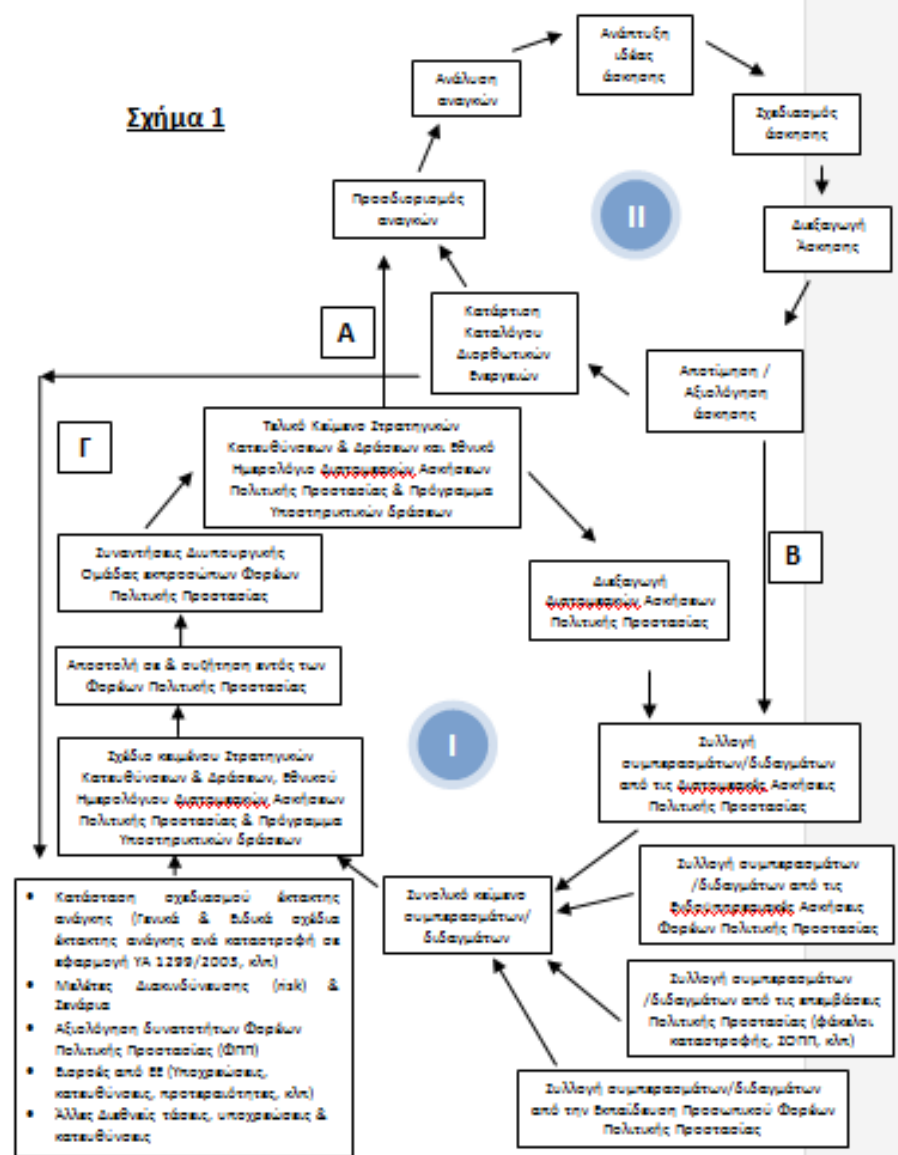 Σχήμα 1
Ανάπτυξη
ιδέας
άσκησης
Ανάλυση
αναγκών
Σχεδιασμός
άσκησης
Προσδιορισμός
αναγκών
II
Διεξαγωγή
Άσκησης
Κατάρτιση
Καταλόγου
Διορθωτικών
Ενεργειών
Α
Αποτίμηση /
Αξιολόγηση
άσκησης
Γ
Τελικό Κείμενο Στρατηγικών
Κατευθύνσεων & Δράσεων και Εθνικό
Ημερολόγιο Διατομεακών Ασκήσεων
Πολιτικής Προστασίας & Πρόγραμμα
Υποστηρικτικών δράσεων
Β
Συναντήσεις Διυπουργικής
Ομάδας εκπροσώπων Φορέων
Πολιτικής Προστασίας
Διεξαγωγή
Διατομεακών Ασκήσεων
Πολιτικής Προστασίας
Αποστολή σε & συζήτηση εντός των
Φορέων Πολιτικής Προστασίας
I
Σχέδιο κειμένου Στρατηγικών
Κατευθύνσεων & Δράσεων, Εθνικού
Ημερολόγιου Διατομεακών Ασκήσεων
Πολιτικής Προστασίας & Πρόγραμμα
Υποστηρικτικών δράσεων
Συλλογή
συμπερασμάτων/διδαγμάτων
από τις Διατομεακές Ασκήσεις
Πολιτικής Προστασίας
Συλλογή συμπερασμάτων
/διδαγμάτων από τις
Ενδοϋπηρεσιακές Ασκήσεις
Φορέων Πολιτικής Προστασίας
Συνολικό κείμενο
συμπερασμάτων/
διδαγμάτων
• Κατάσταση σχεδιασμού έκτακτης
ανάγκης (Γενικά & Ειδικά σχέδια
έκτακτης ανάγκης ανά καταστροφή σε
εφαρμογή ΥΑ 1299/2003, κλπ)
• Μελέτες Διακινδύνευσης (risk) &
Σενάρια
• Αξιολόγηση δυνατοτήτων Φορέων
Πολιτικής Προστασίας (ΦΠΠ)
• Εισροές από ΕΕ (Υποχρεώσεις,
κατευθύνσεις, προτεραιότητες, κλπ)
• Άλλες Διεθνείς τάσεις, υποχρεώσεις &
κατευθύνσεις
Συλλογή συμπερασμάτων
/διδαγμάτων από τις επεμβάσεις
Πολιτικής Προστασίας (φάκελοι
καταστροφής, ΣΟΠΠ, κλπ)
Συλλογή συμπερασμάτων/διδαγμάτων
από την Εκπαίδευση Προσωπικού Φορέων
Πολιτικής Προστασίας